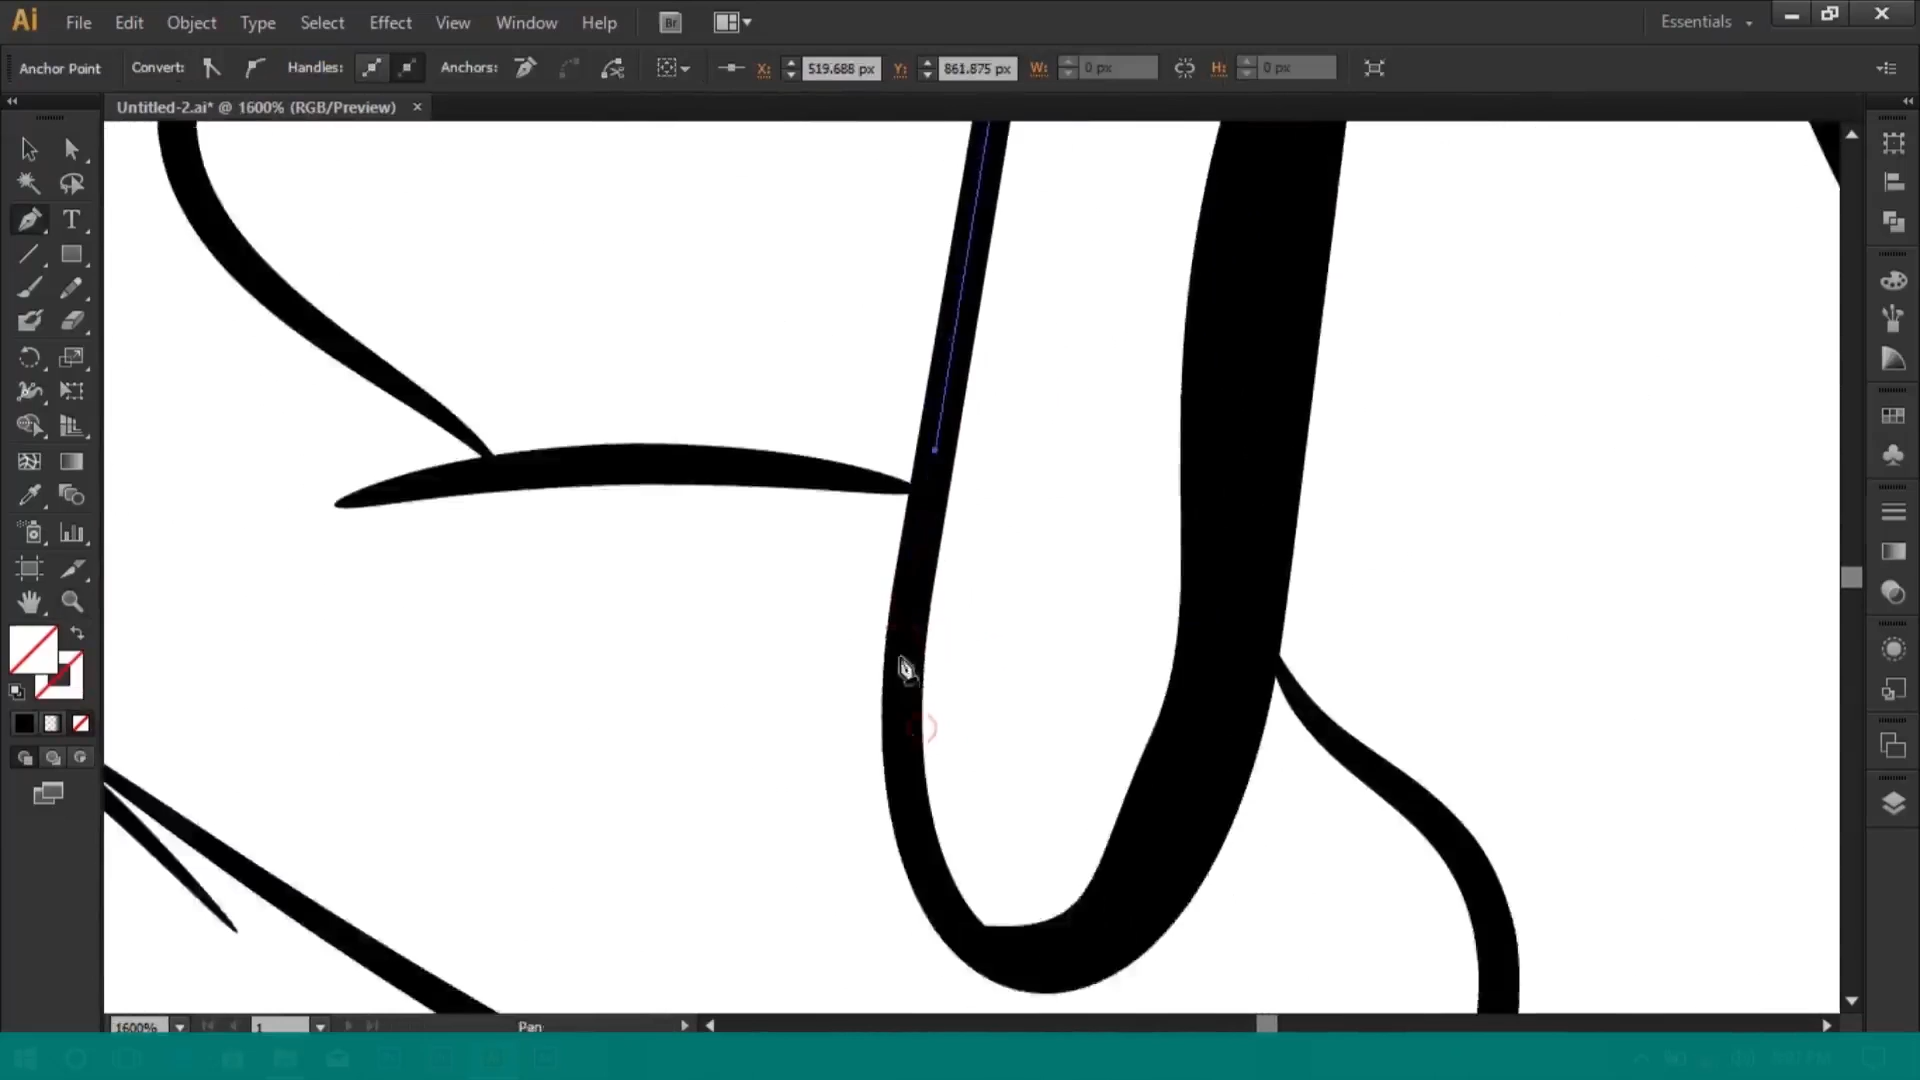 Ai File Edit Object Type Select Effect View Window Help Br Essentials
Anchor Point Convert: Handles: Anchors: X: 519.688 px Y: 861.875 px W: 0 px H: 0 px
Untitled-2.ai* @ 1600% (RGB/Preview) ×
T
1600% 1 Pan